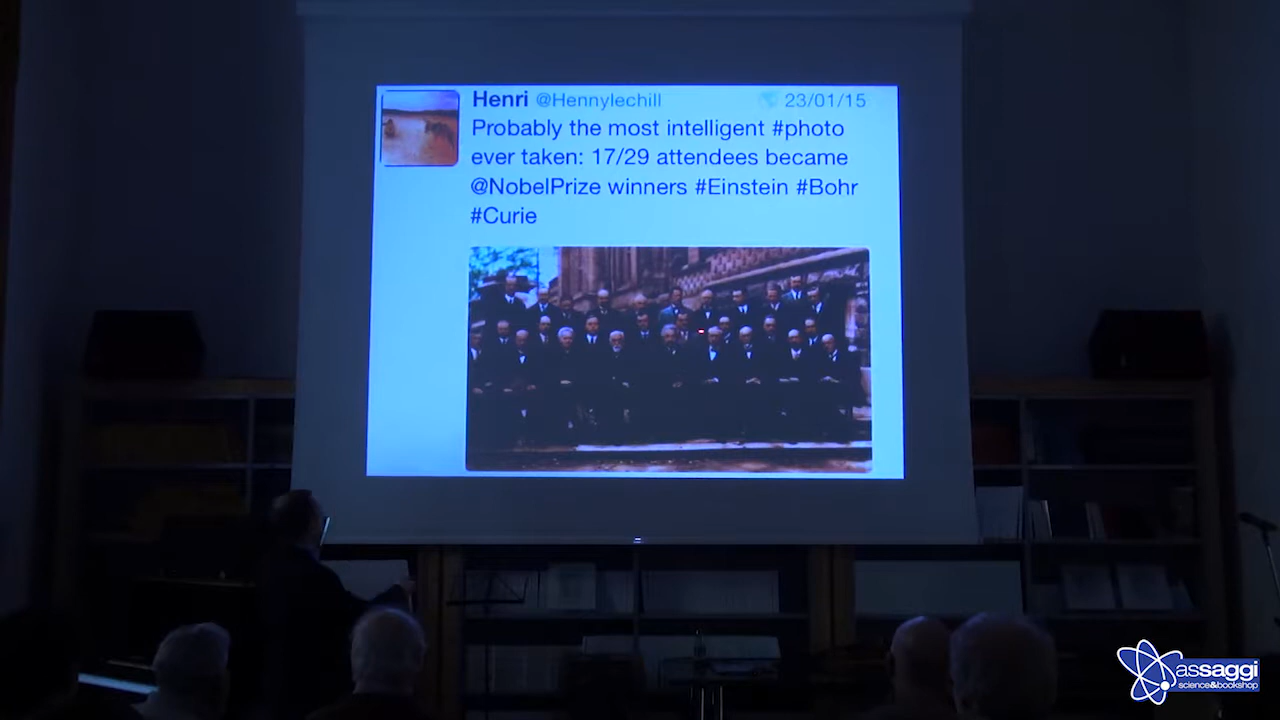 Henri @Hennylechill 23/01/15
Probably the most intelligent #photo
ever taken: 17/29 attendees became
@NobelPrize winners #Einstein #Bohr
#Curie
asSAGGI
science&bookshop